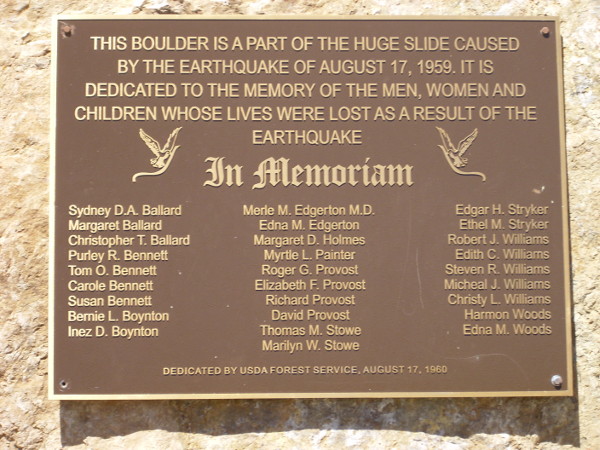 THIS BOULDER IS A PART OF THE HUGE SLIDE CAUSED
BY THE EARTHQUAKE OF AUGUST 17, 1959. IT IS
DEDICATED TO THE MEMORY OF THE MEN, WOMEN AND
CHILDREN WHOSE LIVES WERE LOST AS A RESULT OF THE
EARTHQUAKE
In Memoriam
Sydney D.A. Ballard
Margaret Ballard
Christopher T. Ballard
Purley R. Bennett
Tom O. Bennett
Carole Bennett
Susan Bennett
Bernie L. Boynton
Inez D. Boynton
Merle M. Edgerton M.D.
Edna M. Edgerton
Margaret D. Holmes
Myrtle L. Painter
Roger G. Provost
Elizabeth F. Provost
Richard Provost
David Provost
Thomas M. Stowe
Marilyn W. Stowe
Edgar H. Stryker
Ethel M. Stryker
Robert J. Williams
Edith C. Williams
Steven R. Williams
Micheal J. Williams
Christy L. Williams
Harmon Woods
Edna M. Woods
DEDICATED BY USDA FOREST SERVICE, AUGUST 17, 1960